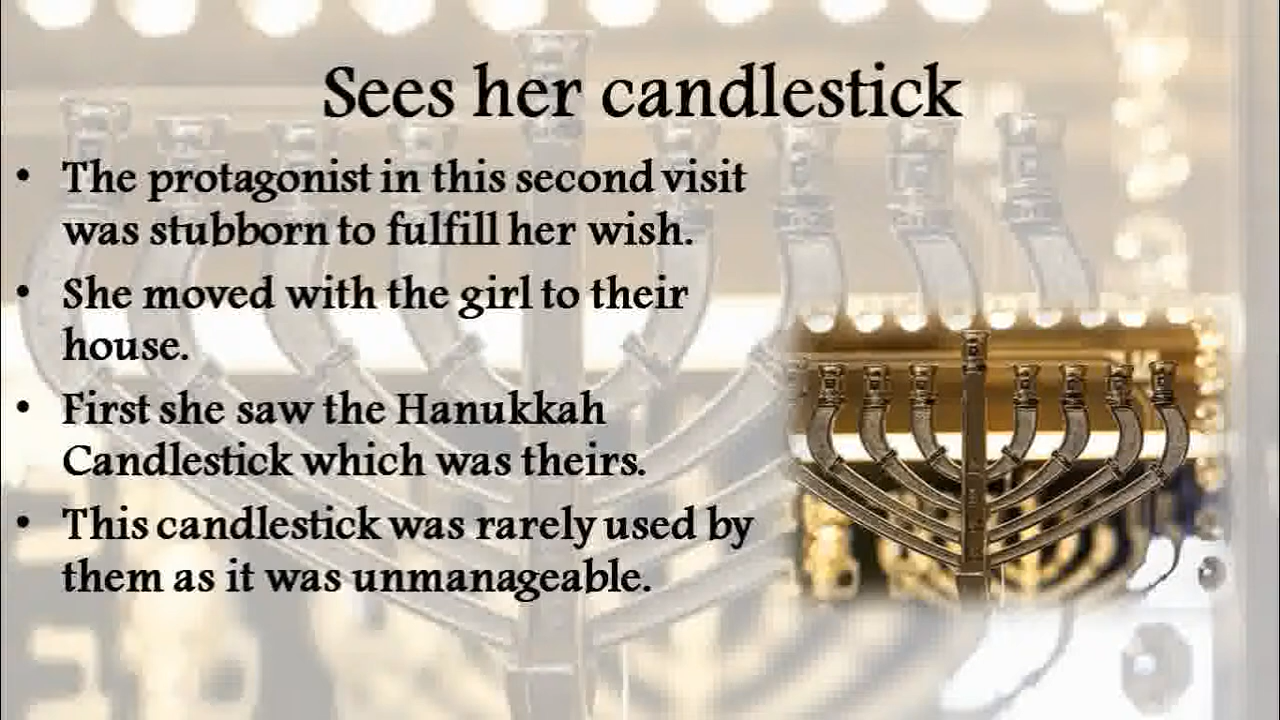 Sees her candlestick
• The protagonist in this second visit
was stubborn to fulfill her wish.
• She moved with the girl to their
house.
• First she saw the Hanukkah
Candlestick which was theirs.
• This candlestick was rarely used by
them as it was unmanageable.